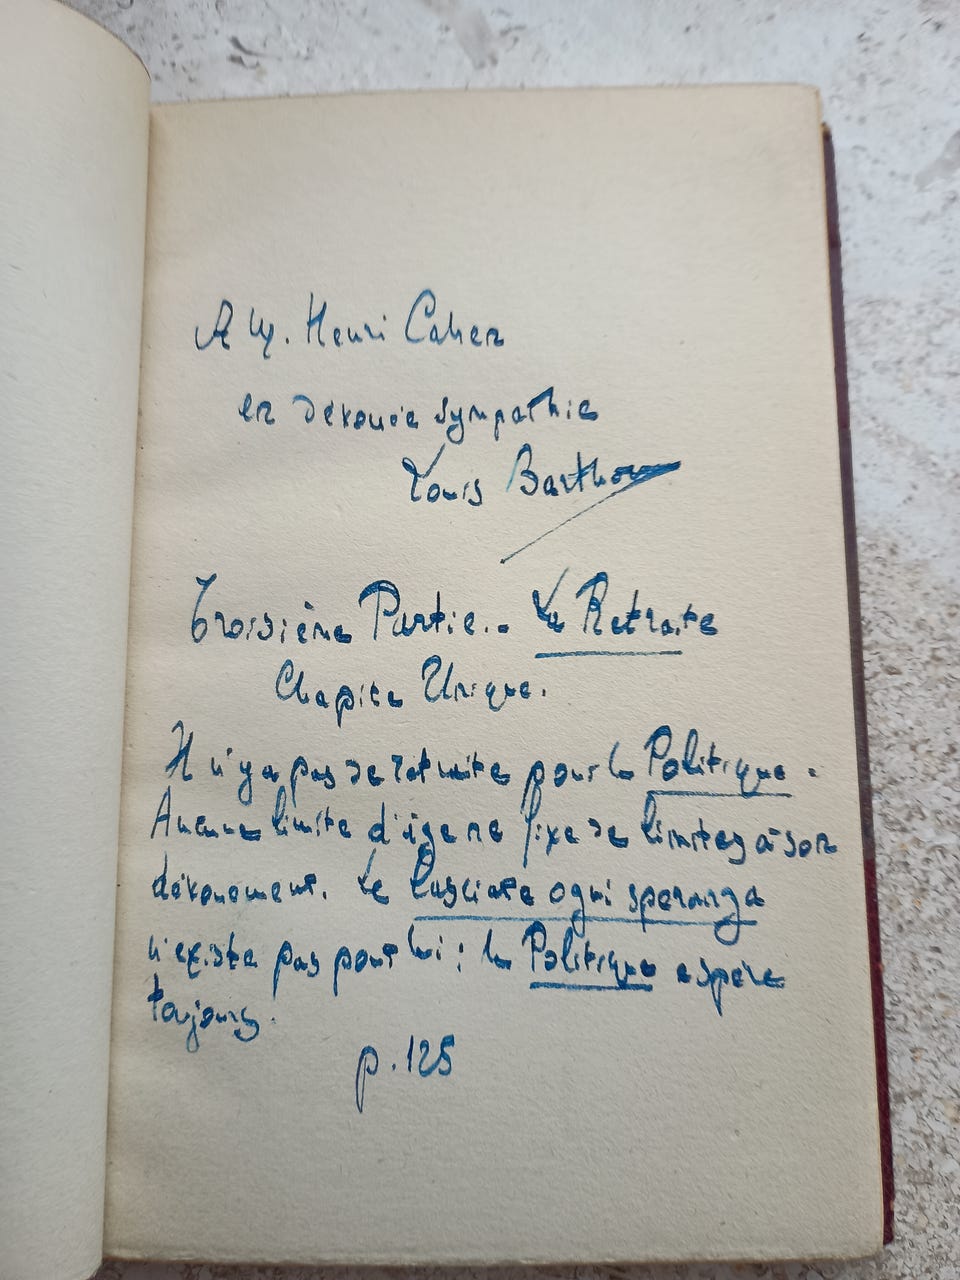 A M. Henri Cahen
en dévouée sympathie
Louis Barthou
Troisième Partie. - La Retraite
Chapitre Unique.
Il n'y a pas de retraite pour le Politique.
Aucune limite d'âge ne fixe de limites à son
dévouement. Le lasciate ogni speranza
n'existe pas pour lui : le Politique espère
toujours.
p. 125